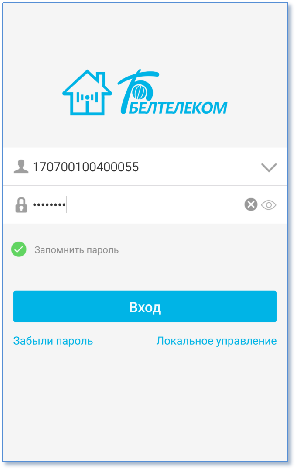 БЕЛТЕЛЕКОМ
170700100400055
••••••••
Запомнить пароль
Вход
Забыли пароль
Локальное управление